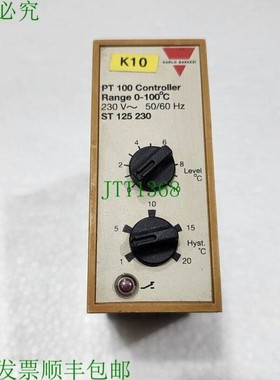 必究
K10
CARLO GAVAZZI
PT 100 Controller
Range 0-100°C
230 V~ 50/60 Hz
ST 125 230
4 6
2 8
0 10
Level
°C
JTT1368
10
5 15
1 20
Hyst.
°C
发票顺丰包邮